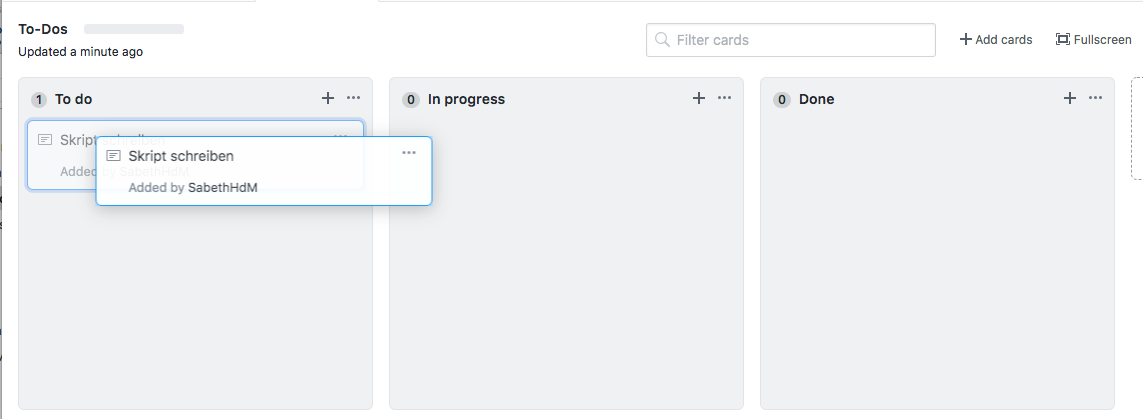 To-Dos
Updated a minute ago
Filter cards
Add cards
Fullscreen
1 To do
0 In progress
0 Done
Skript schreiben
Added by SabethHdM
Skript schreiben
Added by SabethHdM